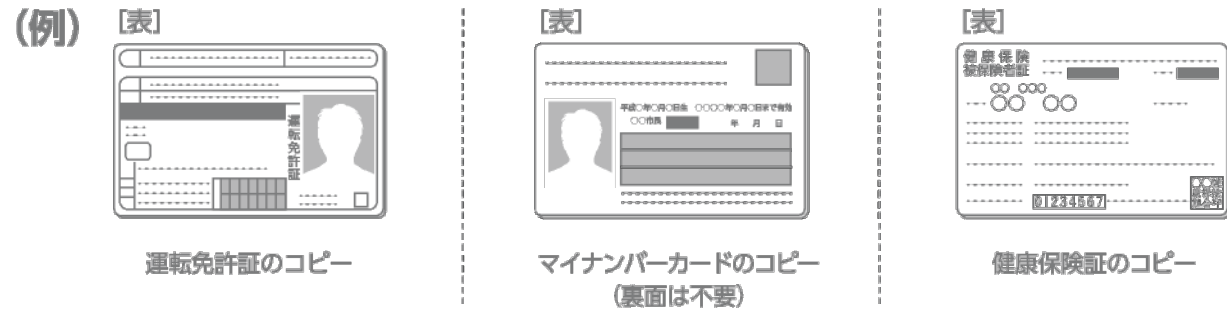 (例)
[表]
運転免許証
運転免許証のコピー
[表]
平成○年○月○日生 ○○○○年○月○日まで有効
○○市長
年 月 日
マイナンバーカードのコピー
(裏面は不要)
[表]
健康保険
被保険者証
○○ ○○○
○○ ○○
01234567
健康保険証のコピー